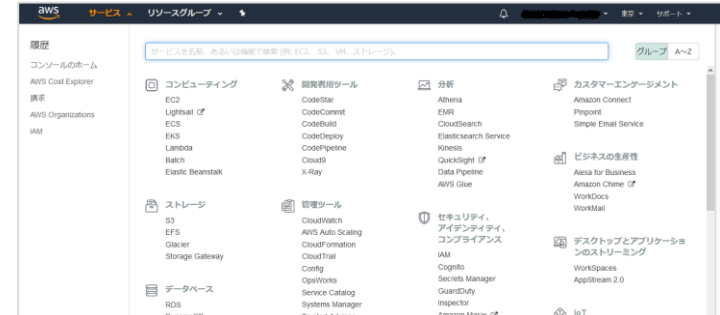 aws
サービス
リソースグループ
東京
サポート
履歴
コンソールのホーム
AWS Cost Explorer
請求
AWS Organizations
IAM
サービスを名前、あるいは機能で検索 (例: EC2、S3、VM、ストレージ)。
グループ
A～Z
コンピューティング
EC2
Lightsail
ECS
EKS
Lambda
Batch
Elastic Beanstalk
ストレージ
S3
EFS
Glacier
Storage Gateway
データベース
RDS
開発者用ツール
CodeStar
CodeCommit
CodeBuild
CodeDeploy
CodePipeline
Cloud9
X-Ray
管理ツール
CloudWatch
AWS Auto Scaling
CloudFormation
CloudTrail
Config
OpsWorks
Service Catalog
Systems Manager
分析
Athena
EMR
CloudSearch
Elasticsearch Service
Kinesis
QuickSight
Data Pipeline
AWS Glue
セキュリティ、
アイデンティティ、
コンプライアンス
IAM
Cognito
Secrets Manager
GuardDuty
Inspector
カスタマーエンゲージメント
Amazon Connect
Pinpoint
Simple Email Service
ビジネスの生産性
Alexa for Business
Amazon Chime
WorkDocs
WorkMail
デスクトップとアプリケーショ
ンのストリーミング
WorkSpaces
AppStream 2.0
IoT